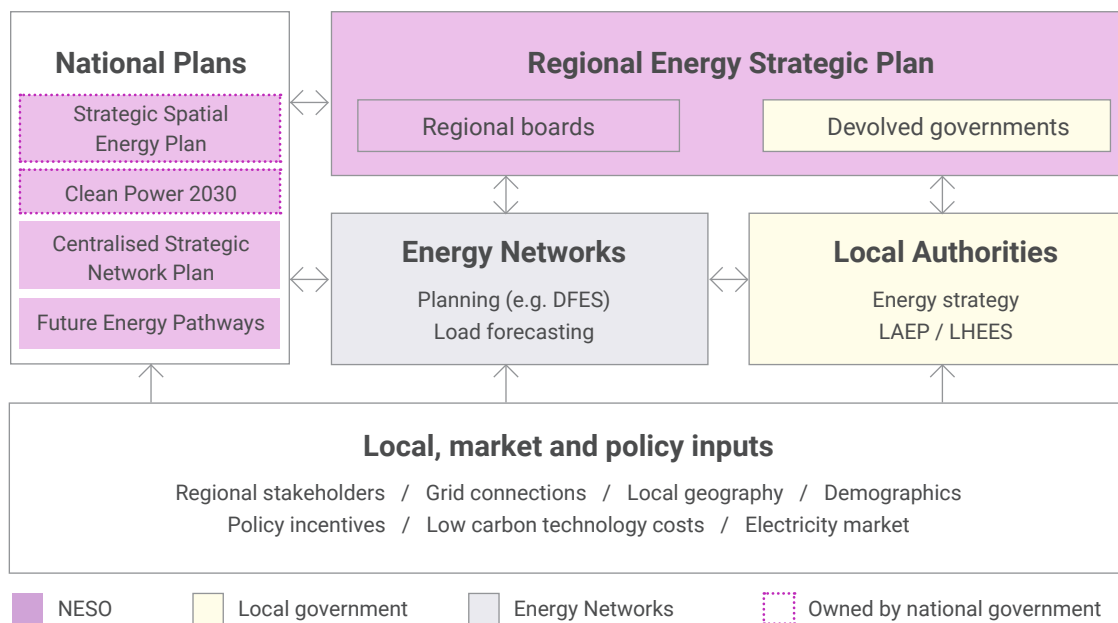 National Plans
Strategic Spatial
Energy Plan
Clean Power 2030
Centralised Strategic
Network Plan
Future Energy Pathways
Regional Energy Strategic Plan
Regional boards
Devolved governments
Energy Networks
Planning (e.g. DFES)
Load forecasting
Local Authorities
Energy strategy
LAEP / LHEES
Local, market and policy inputs
Regional stakeholders / Grid connections / Local geography / Demographics
Policy incentives / Low carbon technology costs / Electricity market
NESO
Local government
Energy Networks
Owned by national government